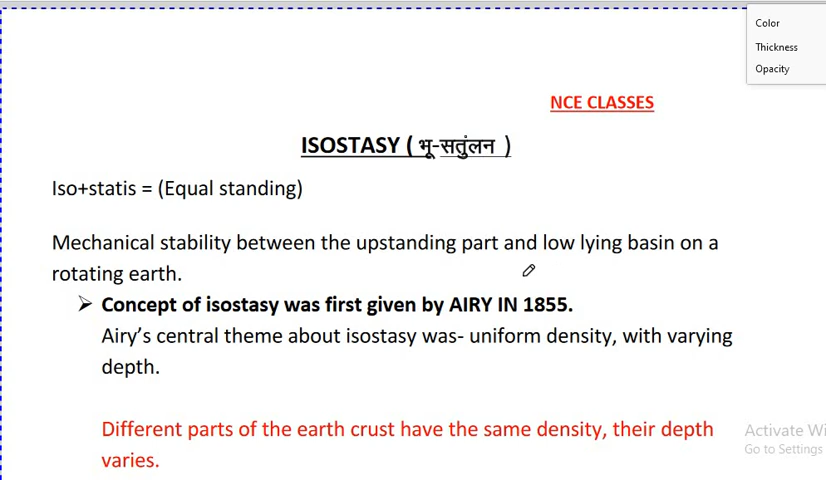 Color
Thickness
Opacity
NCE CLASSES
ISOSTASY ( भू-सतुंलन )
Iso+statis = (Equal standing)
Mechanical stability between the upstanding part and low lying basin on a
rotating earth.
➢ Concept of isostasy was first given by AIRY IN 1855.
Airy’s central theme about isostasy was- uniform density, with varying
depth.
Different parts of the earth crust have the same density, their depth
varies.
Activate Wi
Go to Settings